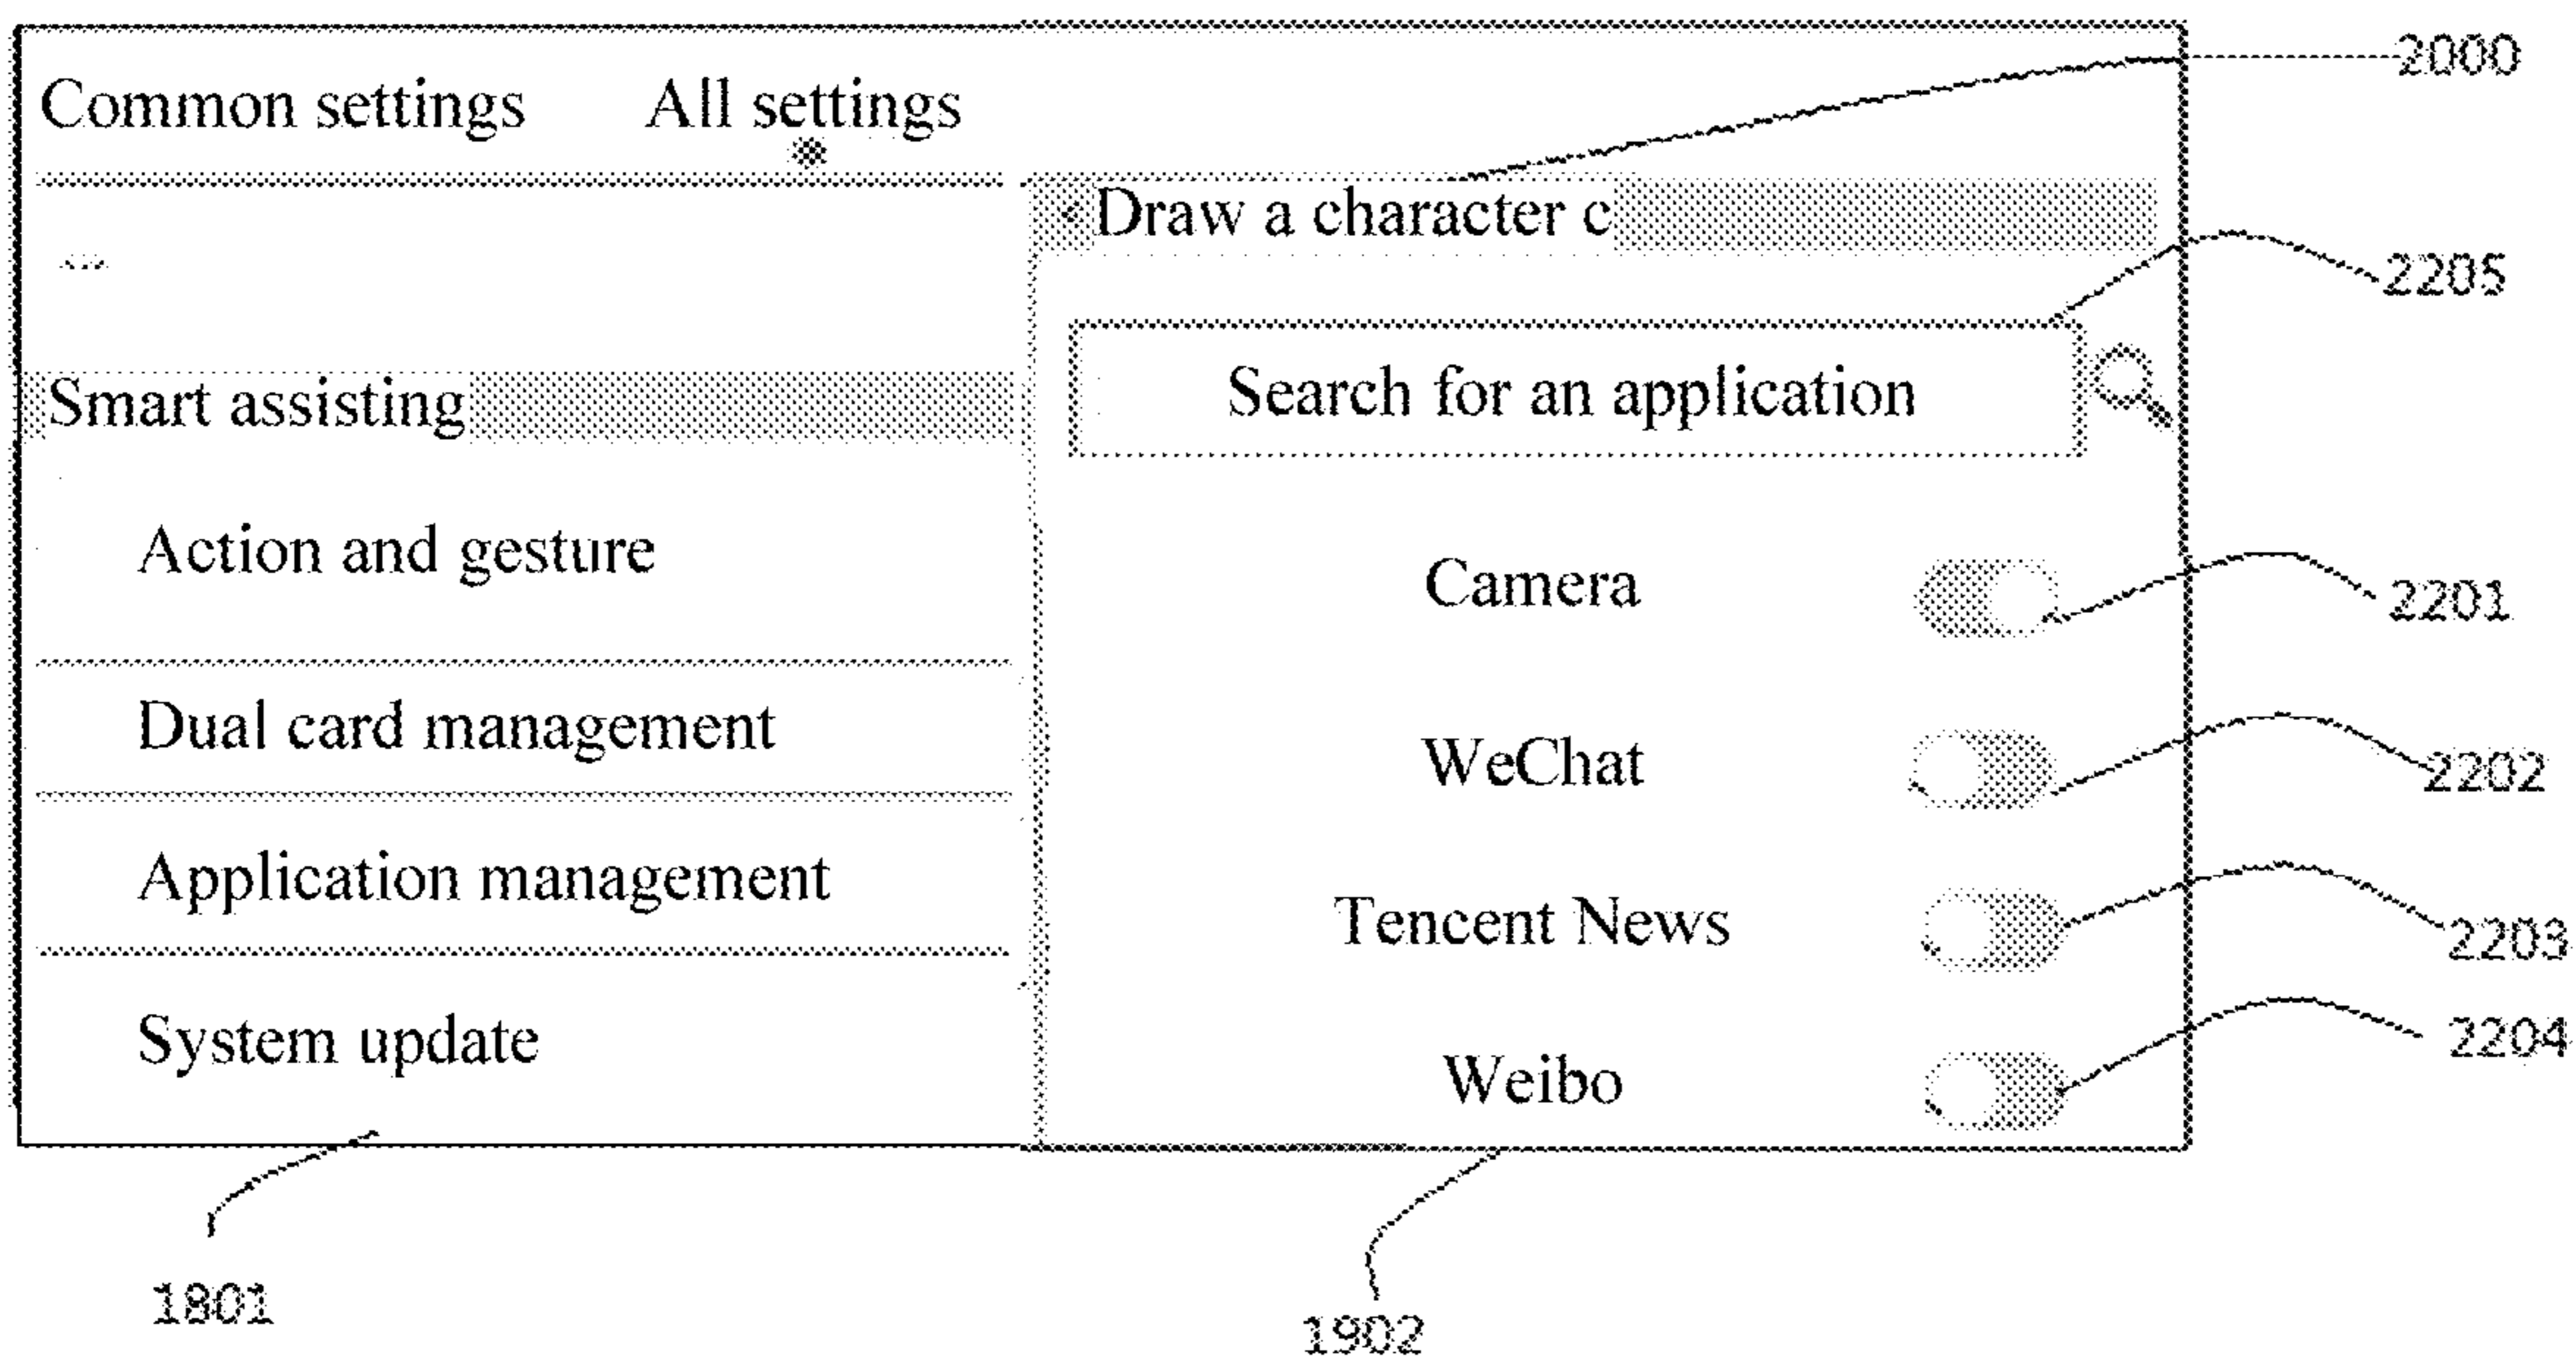 Common settings All settings
...
Smart assisting
Action and gesture
Dual card management
Application management
System update
< Draw a character c
Search for an application
Camera
WeChat
Tencent News
Weibo
2000
2205
2201
2202
2203
2204
1801
1902